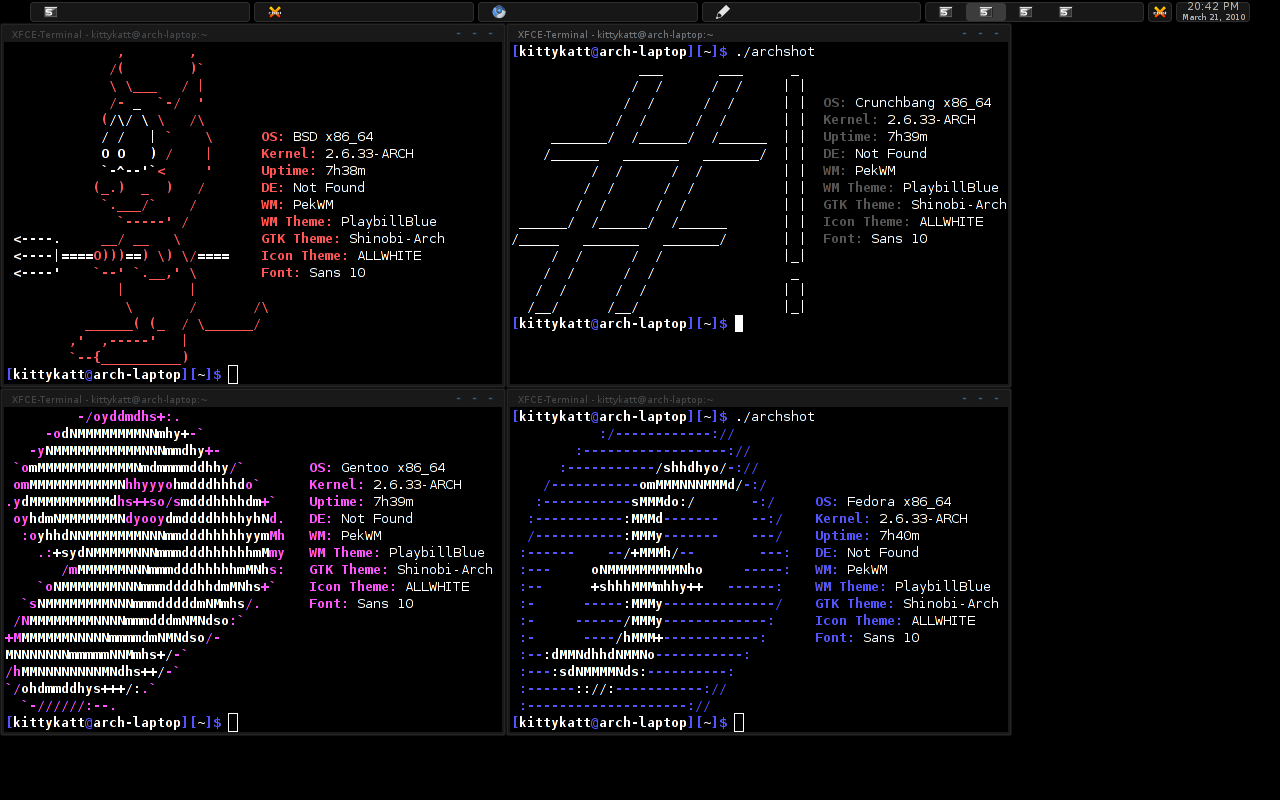 20:42 PM
March 21, 2010
XFCE-Terminal - kittykatt@arch-laptop:~
OS: BSD x86_64
Kernel: 2.6.33-ARCH
Uptime: 7h38m
DE: Not Found
WM: PekWM
WM Theme: PlaybillBlue
GTK Theme: Shinobi-Arch
Icon Theme: ALLWHITE
Font: Sans 10
[kittykatt@arch-laptop][~]$
XFCE-Terminal - kittykatt@arch-laptop:~
[kittykatt@arch-laptop][~]$ ./archshot
OS: Crunchbang x86_64
Kernel: 2.6.33-ARCH
Uptime: 7h39m
DE: Not Found
WM: PekWM
WM Theme: PlaybillBlue
GTK Theme: Shinobi-Arch
Icon Theme: ALLWHITE
Font: Sans 10
[kittykatt@arch-laptop][~]$
XFCE-Terminal - kittykatt@arch-laptop:~
OS: Gentoo x86_64
Kernel: 2.6.33-ARCH
Uptime: 7h39m
DE: Not Found
WM: PekWM
WM Theme: PlaybillBlue
GTK Theme: Shinobi-Arch
Icon Theme: ALLWHITE
Font: Sans 10
[kittykatt@arch-laptop][~]$
XFCE-Terminal - kittykatt@arch-laptop:~
[kittykatt@arch-laptop][~]$ ./archshot
OS: Fedora x86_64
Kernel: 2.6.33-ARCH
Uptime: 7h40m
DE: Not Found
WM: PekWM
WM Theme: PlaybillBlue
GTK Theme: Shinobi-Arch
Icon Theme: ALLWHITE
Font: Sans 10
[kittykatt@arch-laptop][~]$